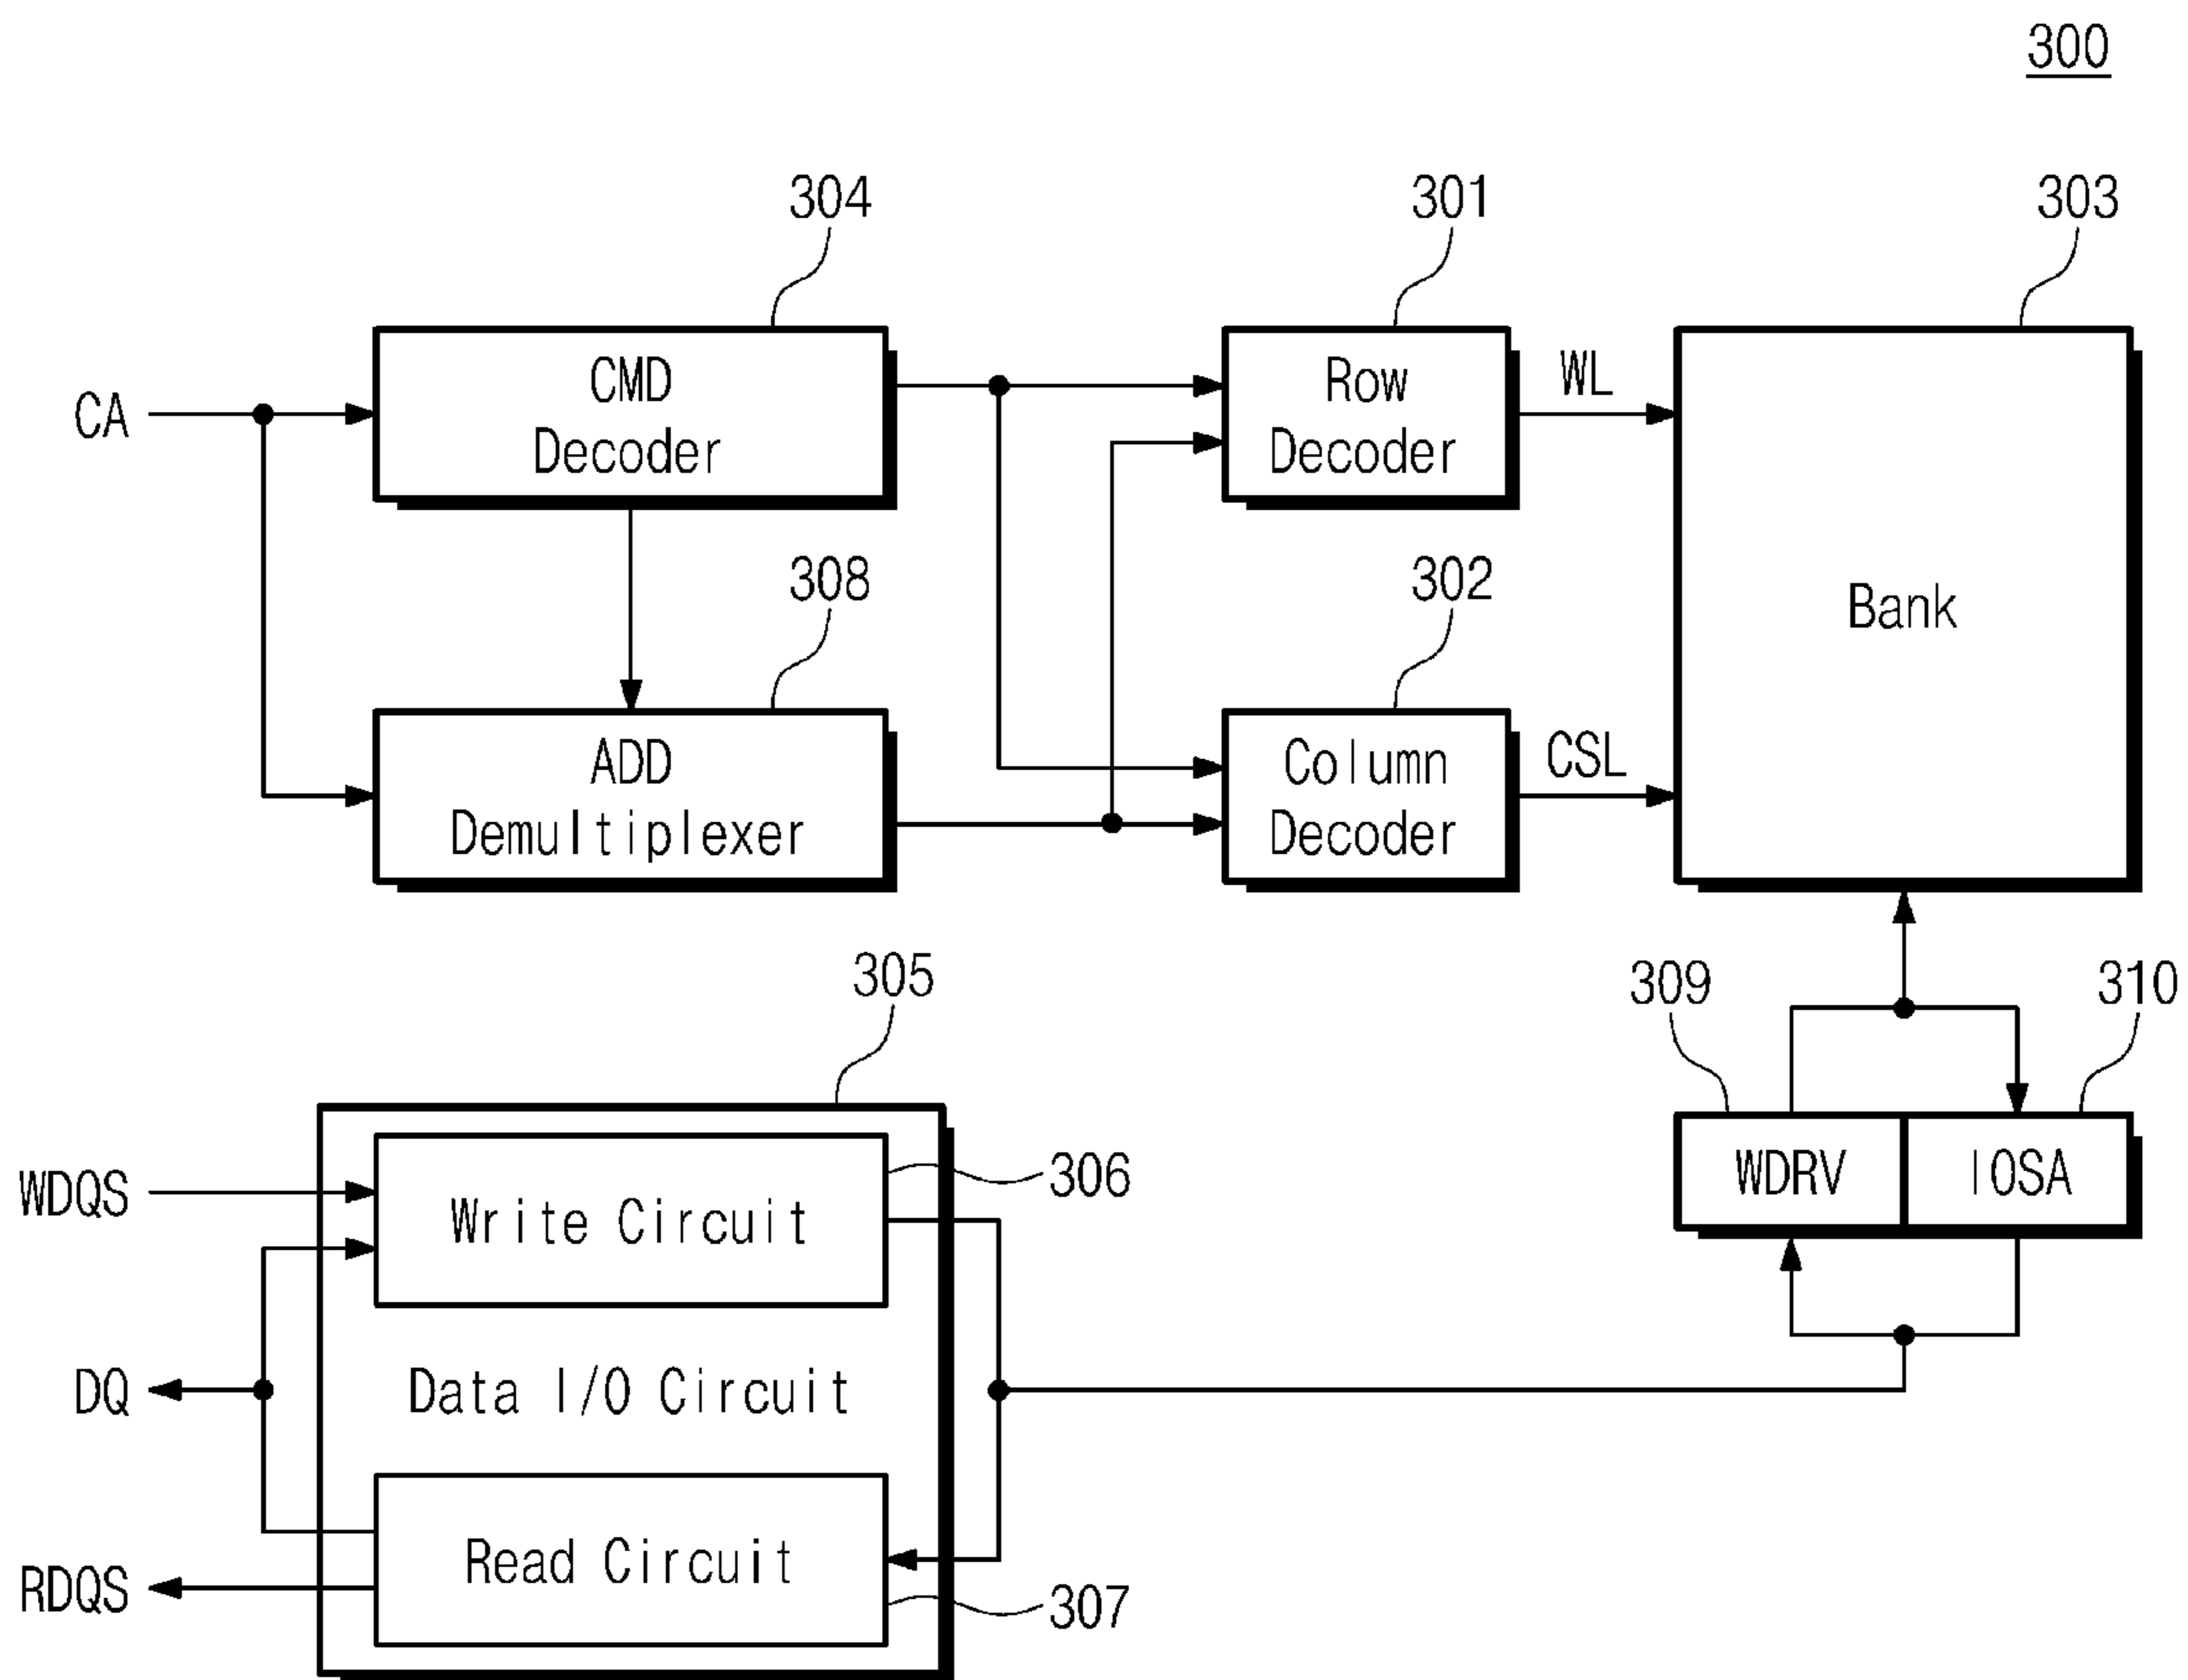 300
304
301
303
CA
CMD
Decoder
Row
Decoder
WL
308
302
Bank
ADD
Demultiplexer
Column
Decoder
CSL
305
309
310
WDQS
Write Circuit
306
WDRV
IOSA
DQ
Data I/O Circuit
RDQS
Read Circuit
307